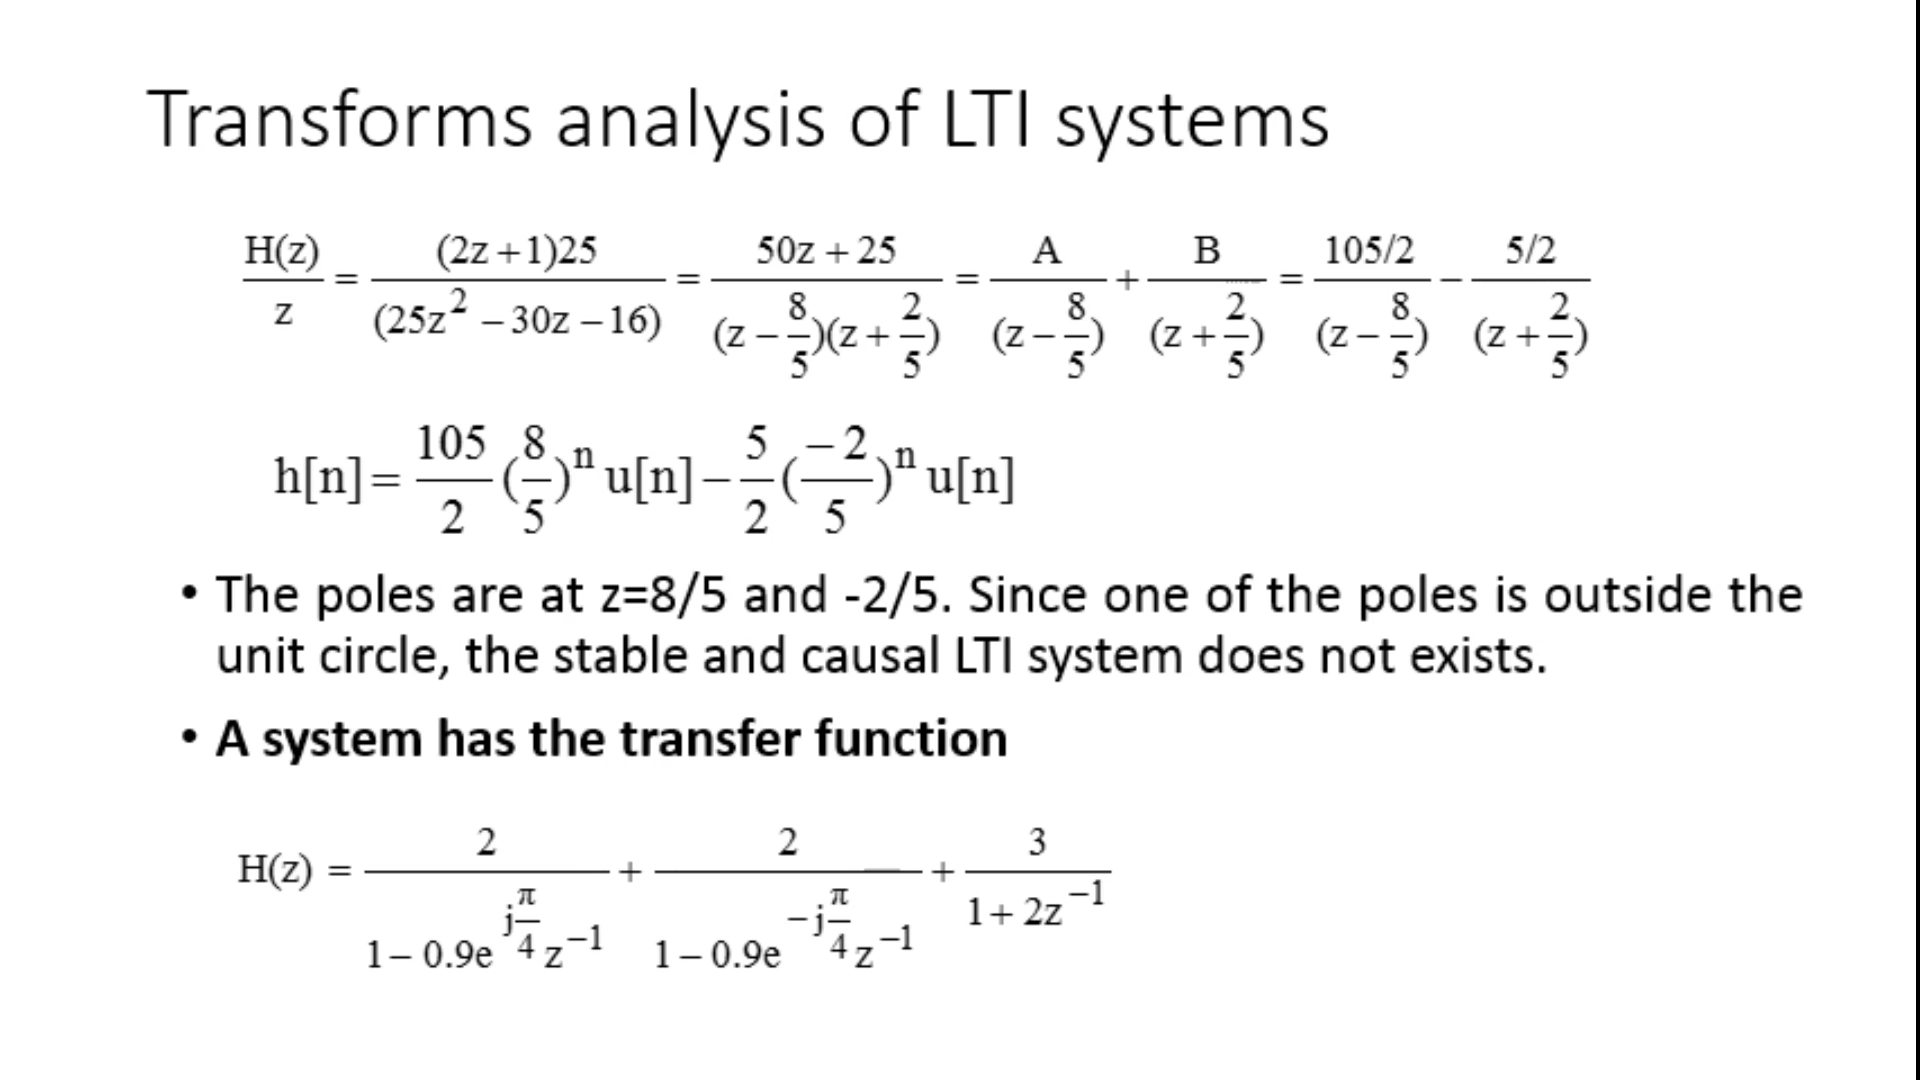 Transforms analysis of LTI systems
H(z)/z = (2z+1)25/(25z² – 30z – 16) = 50z + 25/((z – 8/5)(z + 2/5)) = A/(z – 8/5) + B/(z + 2/5) = 105/2/(z – 8/5) – 5/2/(z + 2/5)
h[n] = 105/2 (8/5)ⁿ u[n] – 5/2 (–2/5)ⁿ u[n]
• The poles are at z=8/5 and -2/5. Since one of the poles is outside the
unit circle, the stable and causal LTI system does not exists.
• A system has the transfer function
H(z) = 2/(1 – 0.9e^(jπ/4) z⁻¹) + 2/(1 – 0.9e^(–jπ/4) z⁻¹) + 3/(1 + 2z⁻¹)